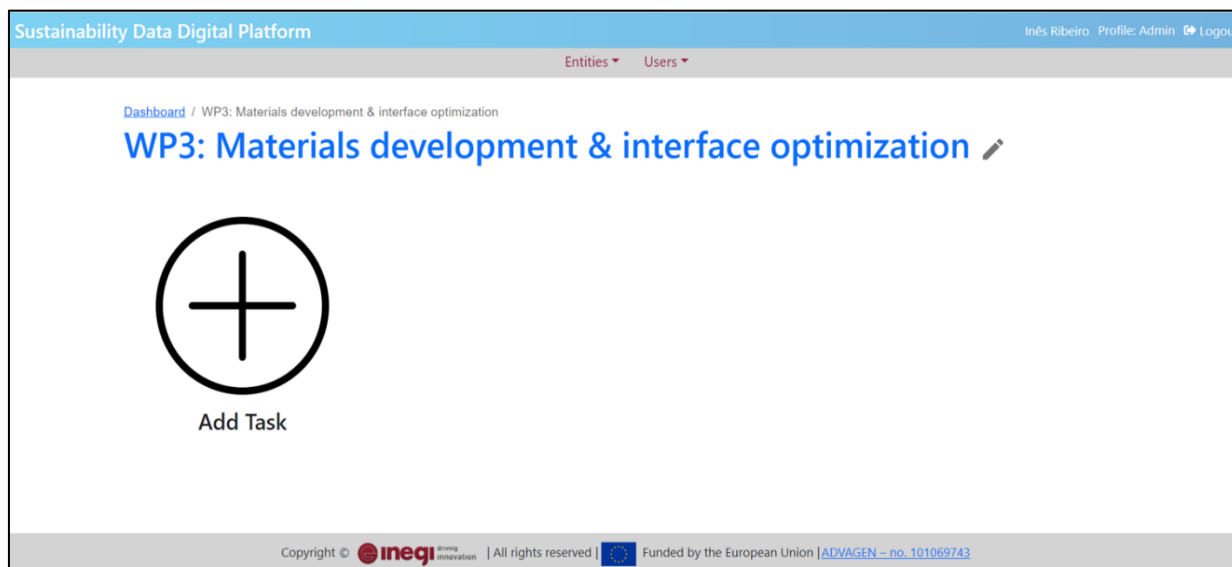 Sustainability Data Digital Platform
Inês Ribeiro Profile: Admin Logou
Entities Users
Dashboard / WP3: Materials development & interface optimization
WP3: Materials development & interface optimization
Add Task
Copyright © inegi driving innovation | All rights reserved | Funded by the European Union | ADVAGEN – no. 101069743